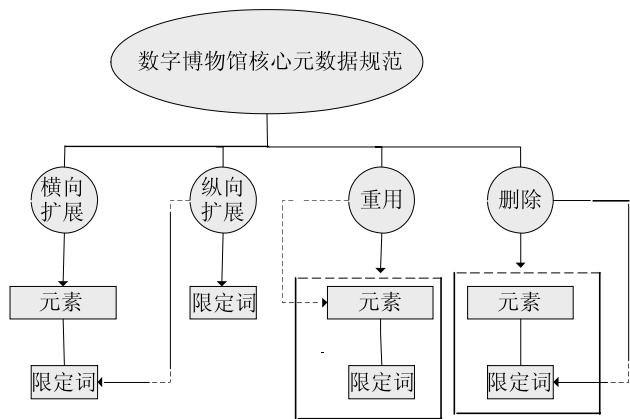 数字博物馆核心元数据规范
横向
扩展
纵向
扩展
重用
删除
元素
限定词
元素
元素
限定词
限定词
限定词